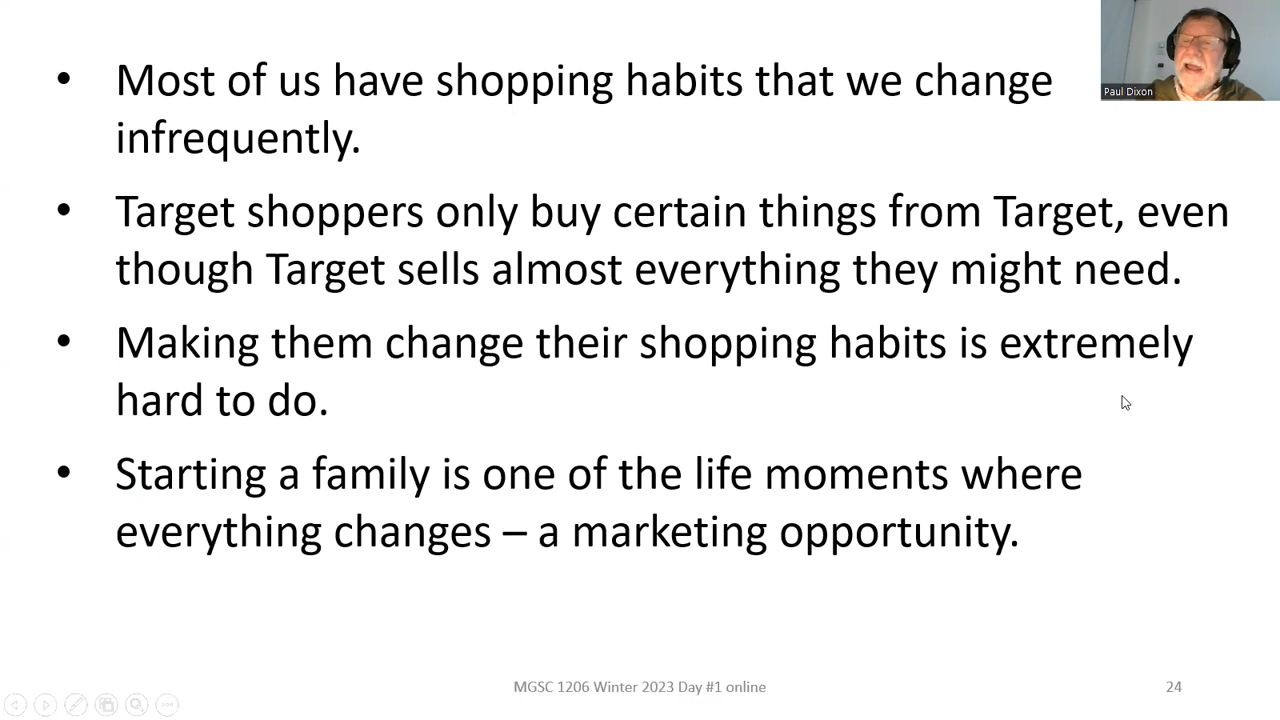 Paul Dixon
• Most of us have shopping habits that we change
infrequently.
• Target shoppers only buy certain things from Target, even
though Target sells almost everything they might need.
• Making them change their shopping habits is extremely
hard to do.
• Starting a family is one of the life moments where
everything changes – a marketing opportunity.
MGSC 1206 Winter 2023 Day #1 online
24